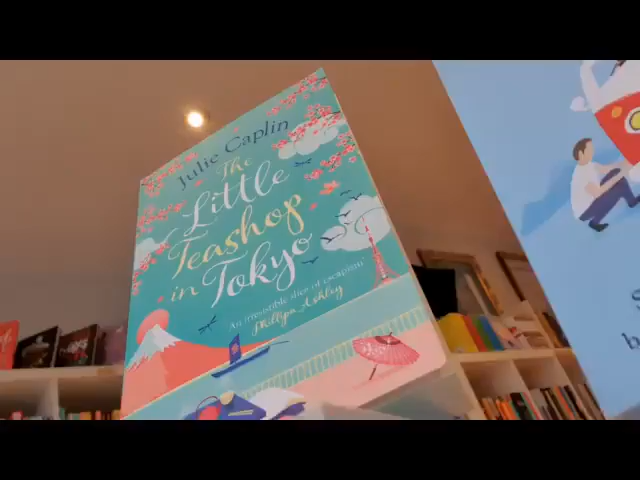 Julie Caplin
The
Little
Teashop
in Tokyo
An irresistible slice of escapism
Phillipa Ashley